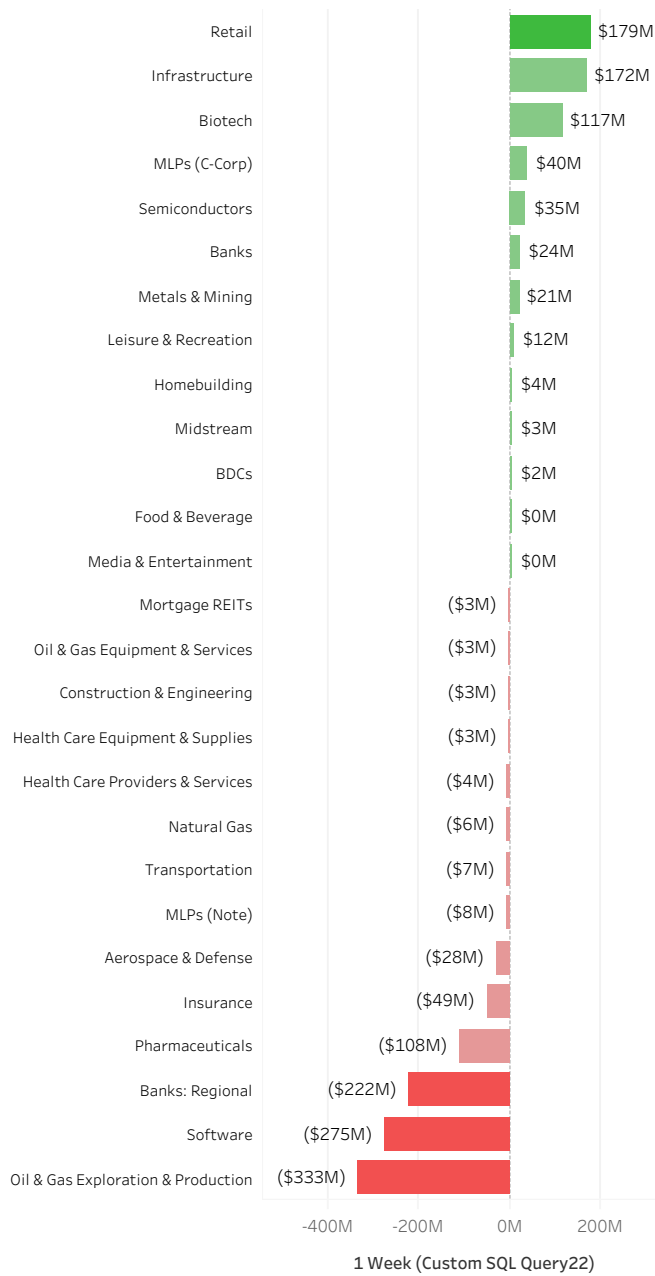 Retail $179M
Infrastructure $172M
Biotech $117M
MLPs (C-Corp) $40M
Semiconductors $35M
Banks $24M
Metals & Mining $21M
Leisure & Recreation $12M
Homebuilding $4M
Midstream $3M
BDCs $2M
Food & Beverage $0M
Media & Entertainment $0M
Mortgage REITs ($3M)
Oil & Gas Equipment & Services ($3M)
Construction & Engineering ($3M)
Health Care Equipment & Supplies ($3M)
Health Care Providers & Services ($4M)
Natural Gas ($6M)
Transportation ($7M)
MLPs (Note) ($8M)
Aerospace & Defense ($28M)
Insurance ($49M)
Pharmaceuticals ($108M)
Banks: Regional ($222M)
Software ($275M)
Oil & Gas Exploration & Production ($333M)
-400M -200M 0M 200M
1 Week (Custom SQL Query22)